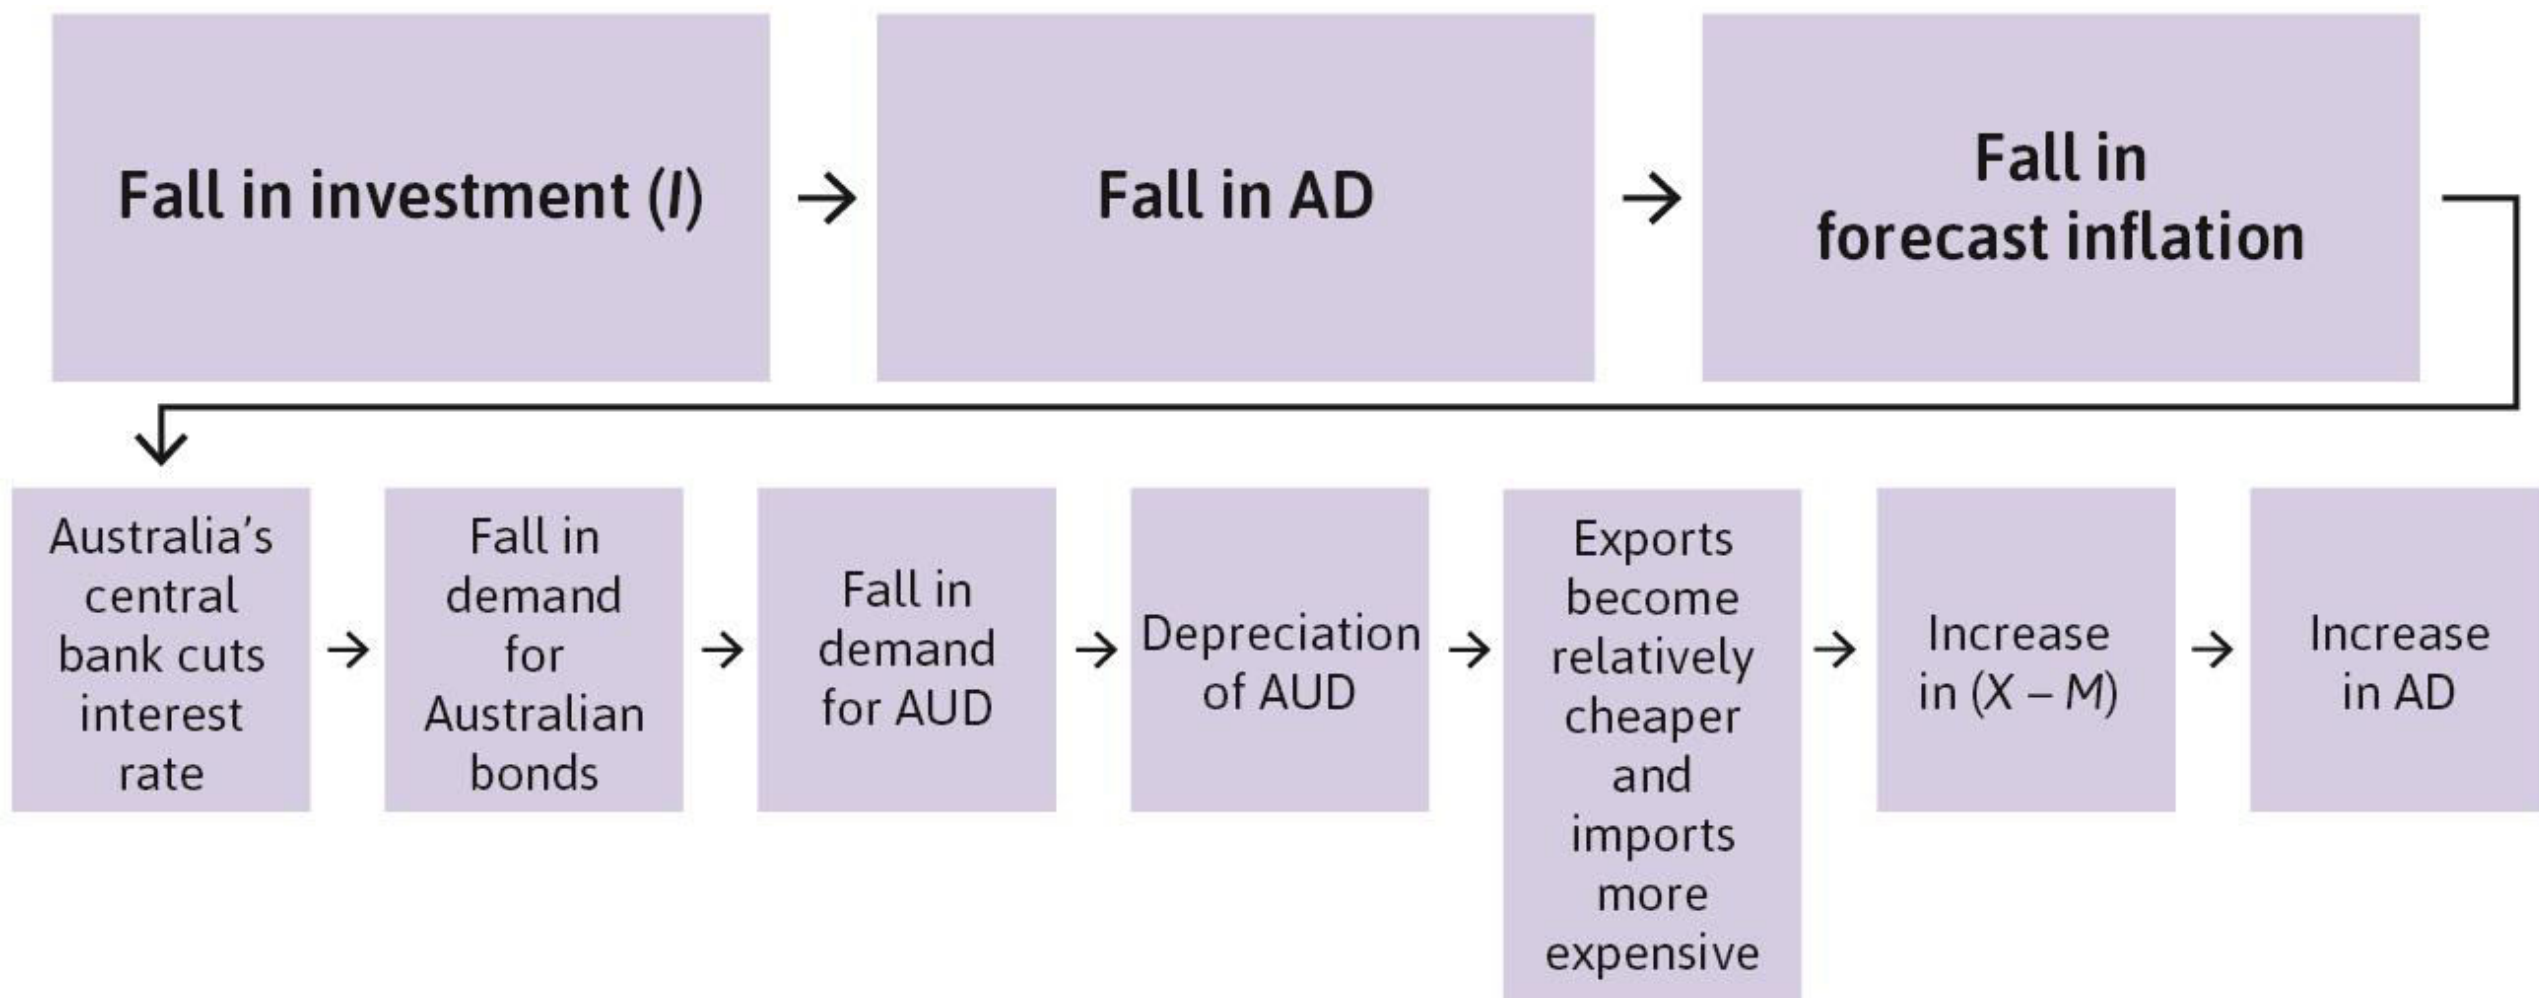 Fall in investment (I)
Fall in AD
Fall in
forecast inflation
Australia’s
central
bank cuts
interest
rate
Fall in
demand
for
Australian
bonds
Fall in
demand
for AUD
Depreciation
of AUD
Exports
become
relatively
cheaper
and
imports
more
expensive
Increase
in (X – M)
Increase
in AD